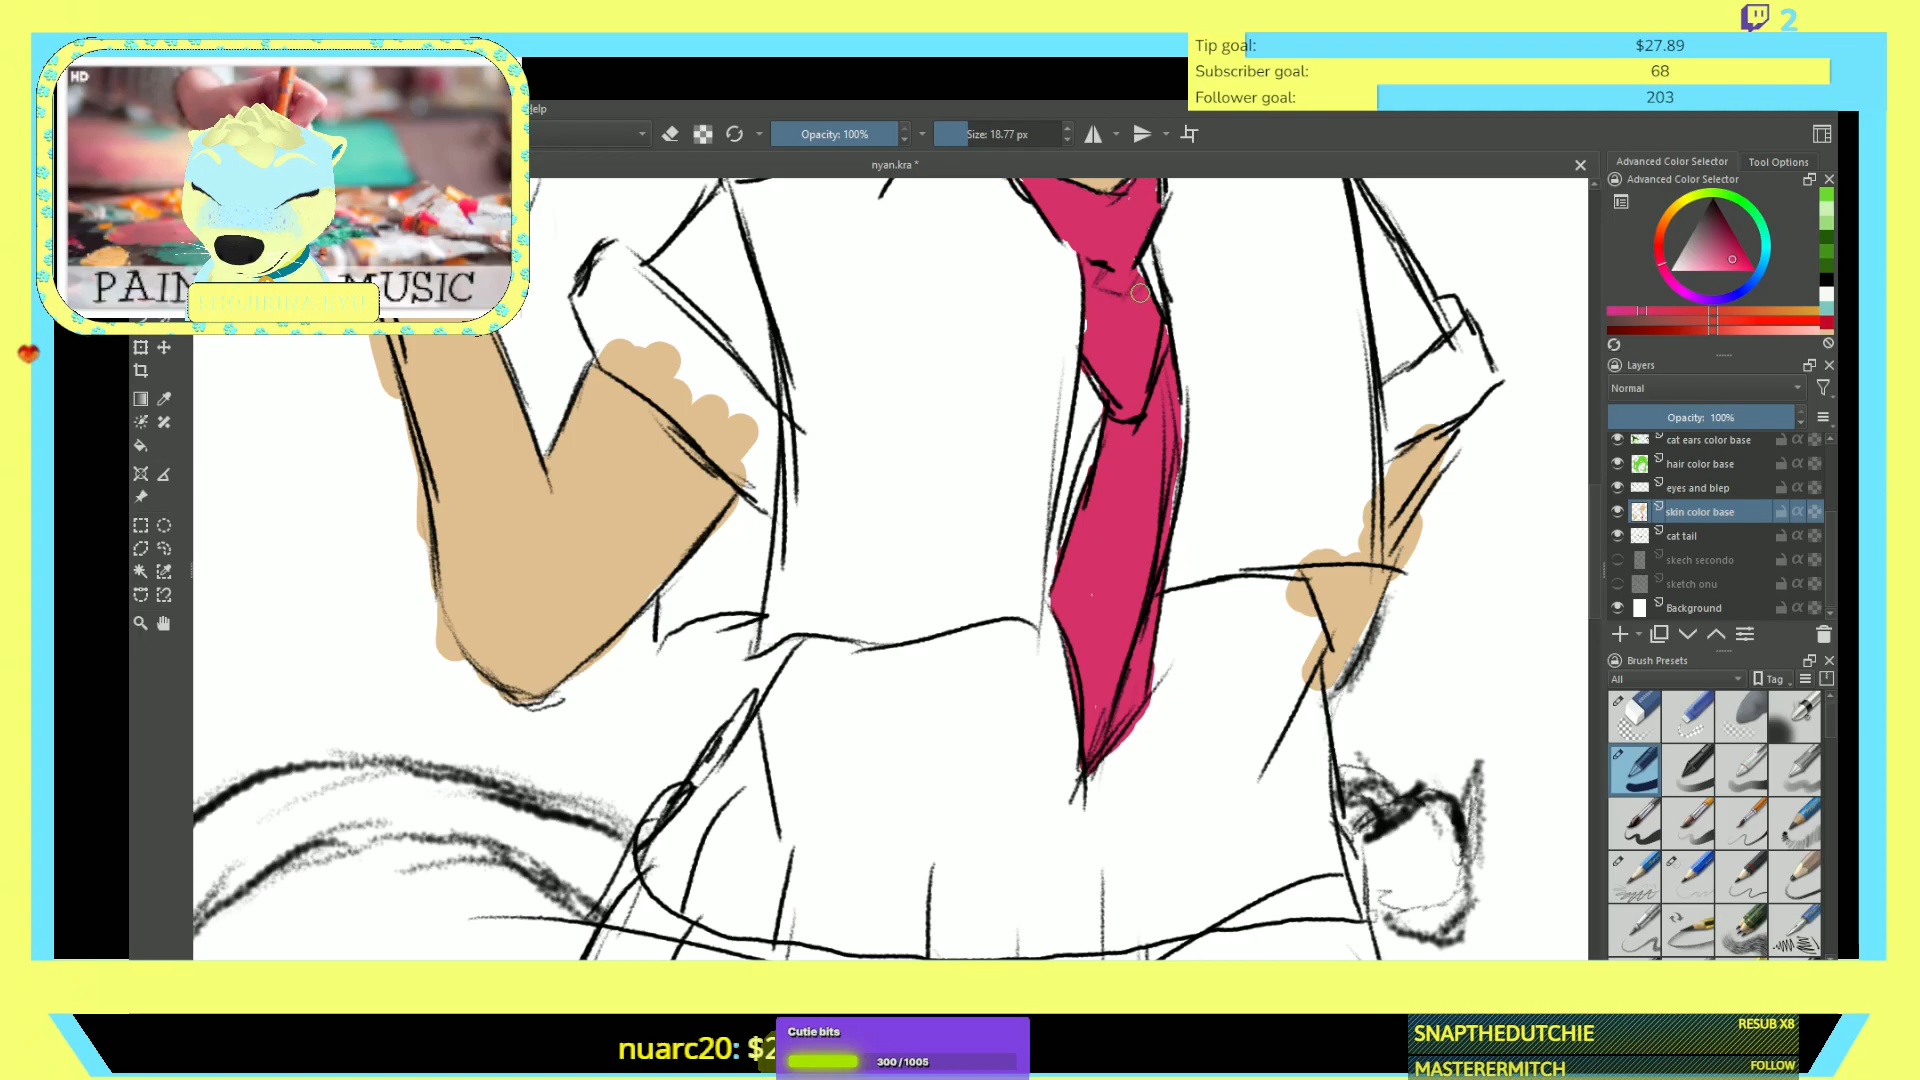 2
Tip goal:
$27.89
Subscriber goal:
68
Follower goal:
203
HD
PAIN
MUSIC
elp
Opacity: 100%
Size: 18.77 px
nyan.kra *
Advanced Color Selector
Tool Options
Advanced Color Selector
Layers
Normal
Opacity: 100%
cat ears color base
hair color base
eyes and blep
skin color base
cat tail
skech secondo
sketch onu
Background
Brush Presets
All
Tag
nuarc20: $2
Cutie bits
300/1005
SNAPTHEDUTCHIE
RESUB X8
MASTERERMITCH
FOLLOW